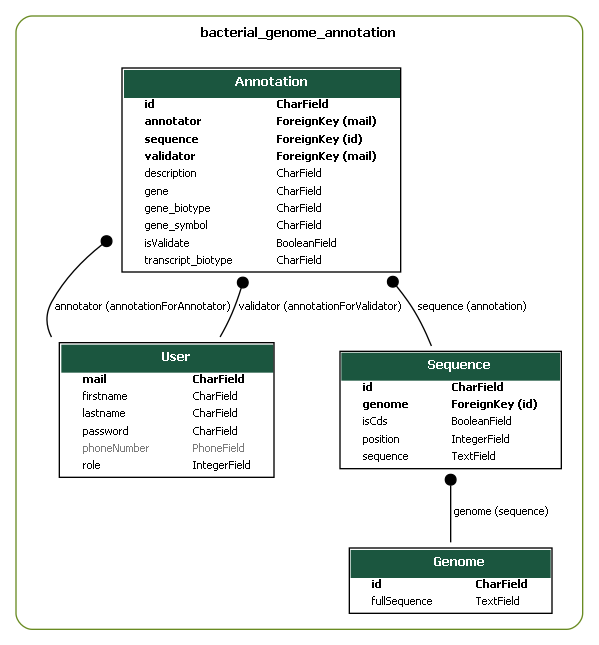 bacterial_genome_annotation
Annotation
id CharField
annotator ForeignKey (mail)
sequence ForeignKey (id)
validator ForeignKey (mail)
description CharField
gene CharField
gene_biotype CharField
gene_symbol CharField
isValidate BooleanField
transcript_biotype CharField
annotator (annotationForAnnotator)
validator (annotationForValidator)
sequence (annotation)
User
mail CharField
firstname CharField
lastname CharField
password CharField
phoneNumber PhoneField
role IntegerField
Sequence
id CharField
genome ForeignKey (id)
isCds BooleanField
position IntegerField
sequence TextField
genome (sequence)
Genome
id CharField
fullSequence TextField